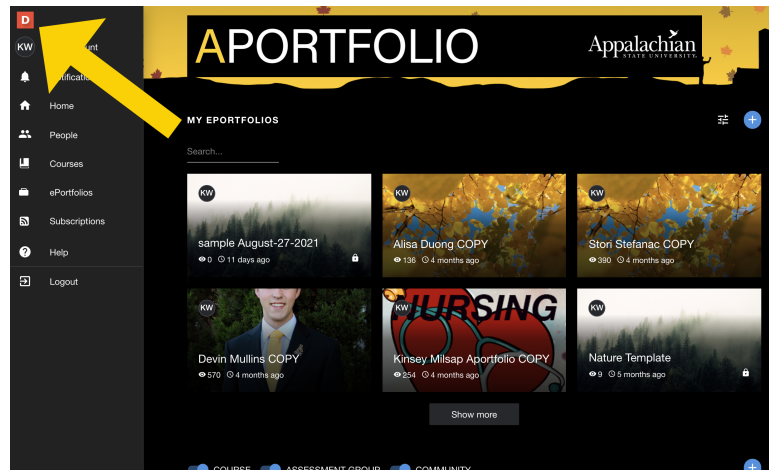 D
KW
Home
People
Courses
ePortfolios
Subscriptions
Help
Logout
APORTFOLIO
Appalachian
STATE UNIVERSITY
MY EPORTFOLIOS
Search...
KW
sample August-27-2021
0 11 days ago
KW
Alisa Duong COPY
136 4 months ago
KW
Stori Stefanac COPY
390 4 months ago
KW
Devin Mullins COPY
570 4 months ago
NURSING
KW
Kinsey Milsap Aportfolio COPY
254 4 months ago
KW
Nature Template
9 5 months ago
Show more
COURSE ASSESSMENT GROUP COMMUNITY